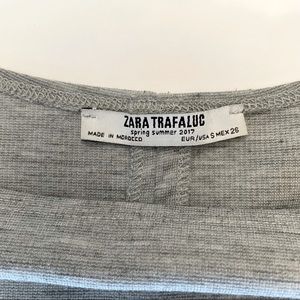 ZARA TRAFALUC
spring summer 2017
MADE IN MOROCCO EUR/USA S MEX 26